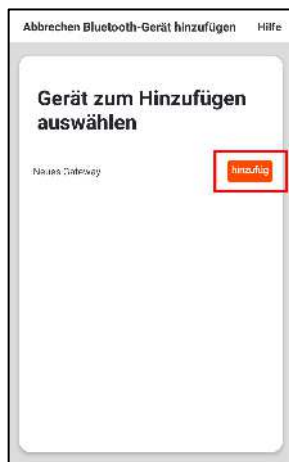 Abbrechen Bluetooth-Gerät hinzufügen Hilfe
Gerät zum Hinzufügen
auswählen
Neues Gateway
hinzufüg